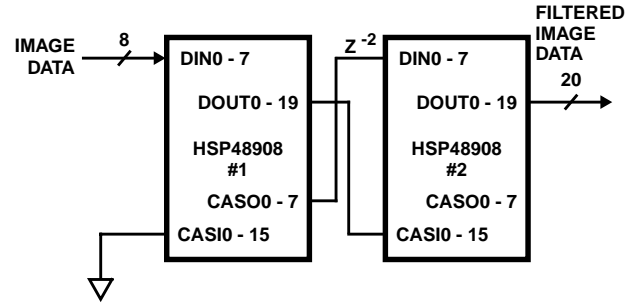 IMAGE
DATA
8
DIN0 - 7
DOUT0 - 19
HSP48908
#1
CASO0 - 7
CASI0 - 15
Z -2
DIN0 - 7
DOUT0 - 19
HSP48908
#2
CASO0 - 7
CASI0 - 15
FILTERED
IMAGE
DATA
20